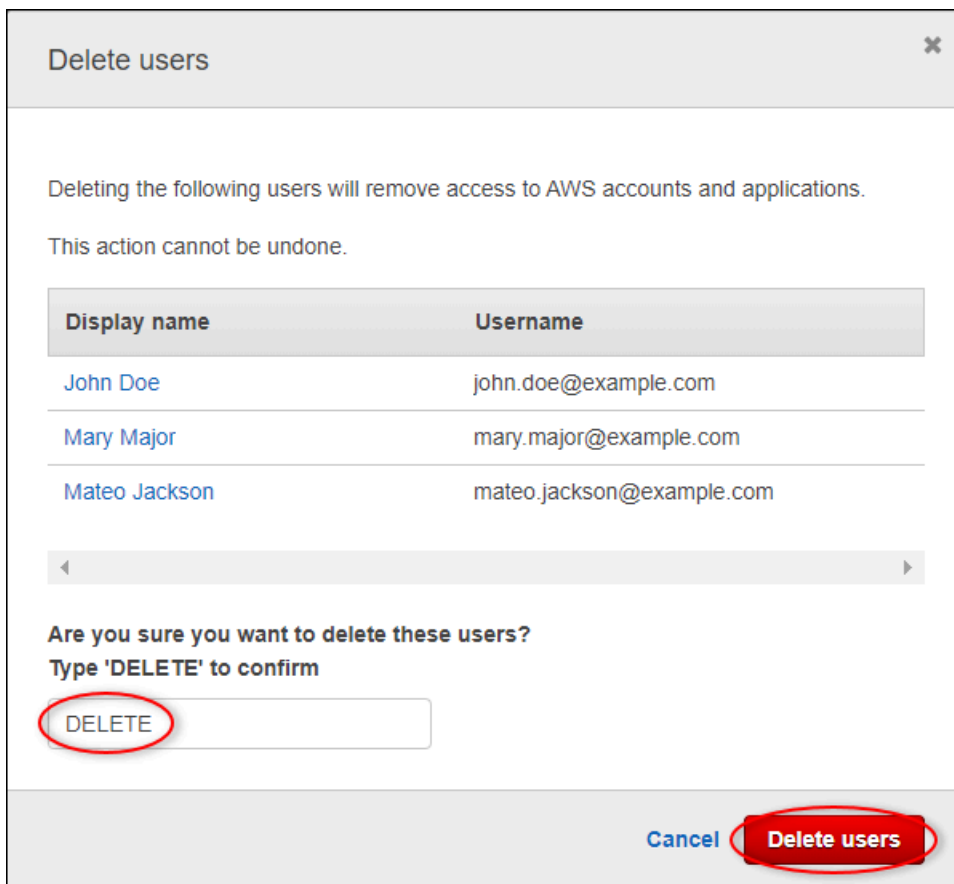 Delete users
Deleting the following users will remove access to AWS accounts and applications.
This action cannot be undone.
Display name Username
John Doe john.doe@example.com
Mary Major mary.major@example.com
Mateo Jackson mateo.jackson@example.com
Are you sure you want to delete these users?
Type 'DELETE' to confirm
DELETE
Cancel Delete users